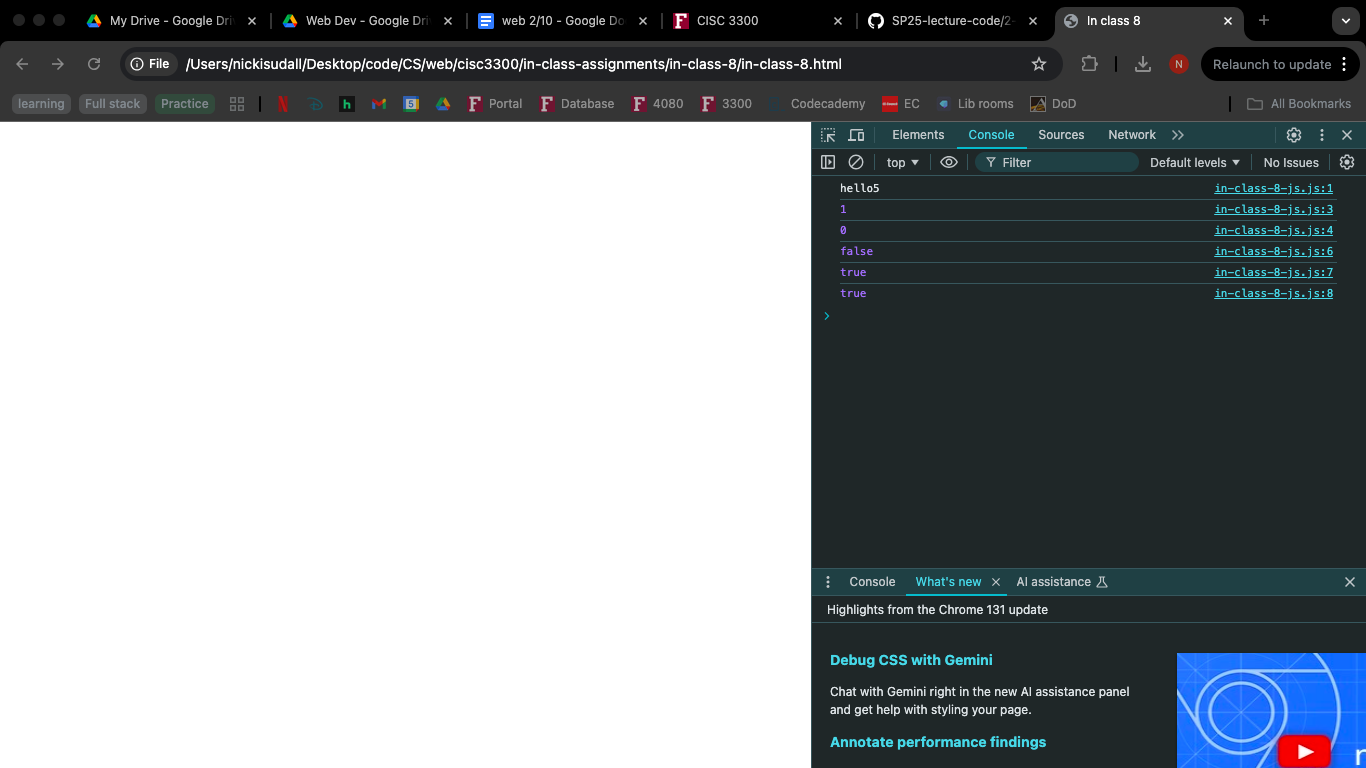 My Drive - Google Dri
Web Dev - Google Dri
web 2/10 - Google Do
CISC 3300
SP25-lecture-code/2-
In class 8
File
/Users/nickisudall/Desktop/code/CS/web/cisc3300/in-class-assignments/in-class-8/in-class-8.html
N
Relaunch to update
learning
Full stack
Practice
Portal
Database
4080
3300
Codecademy
EC
Lib rooms
DoD
All Bookmarks
Elements
Console
Sources
Network
top
Filter
Default levels
No Issues
hello5 in-class-8-js.js:1
1 in-class-8-js.js:3
0 in-class-8-js.js:4
false in-class-8-js.js:6
true in-class-8-js.js:7
true in-class-8-js.js:8
Console
What's new
AI assistance
Highlights from the Chrome 131 update
Debug CSS with Gemini
Chat with Gemini right in the new AI assistance panel
and get help with styling your page.
Annotate performance findings